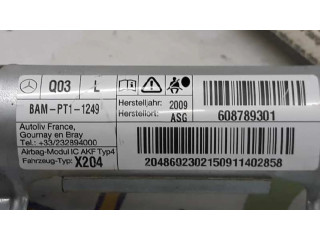 Q03 L
BAM-PT1-1249
Herstelljahr: 2009
Herstellort: ASG
608789301
Autoliv France,
Gournay en Bray
Tel.: +33/232894000
Airbag-Modul IC AKF Typ4
Fahrzeug-Typ: X204
2048602302150911402858